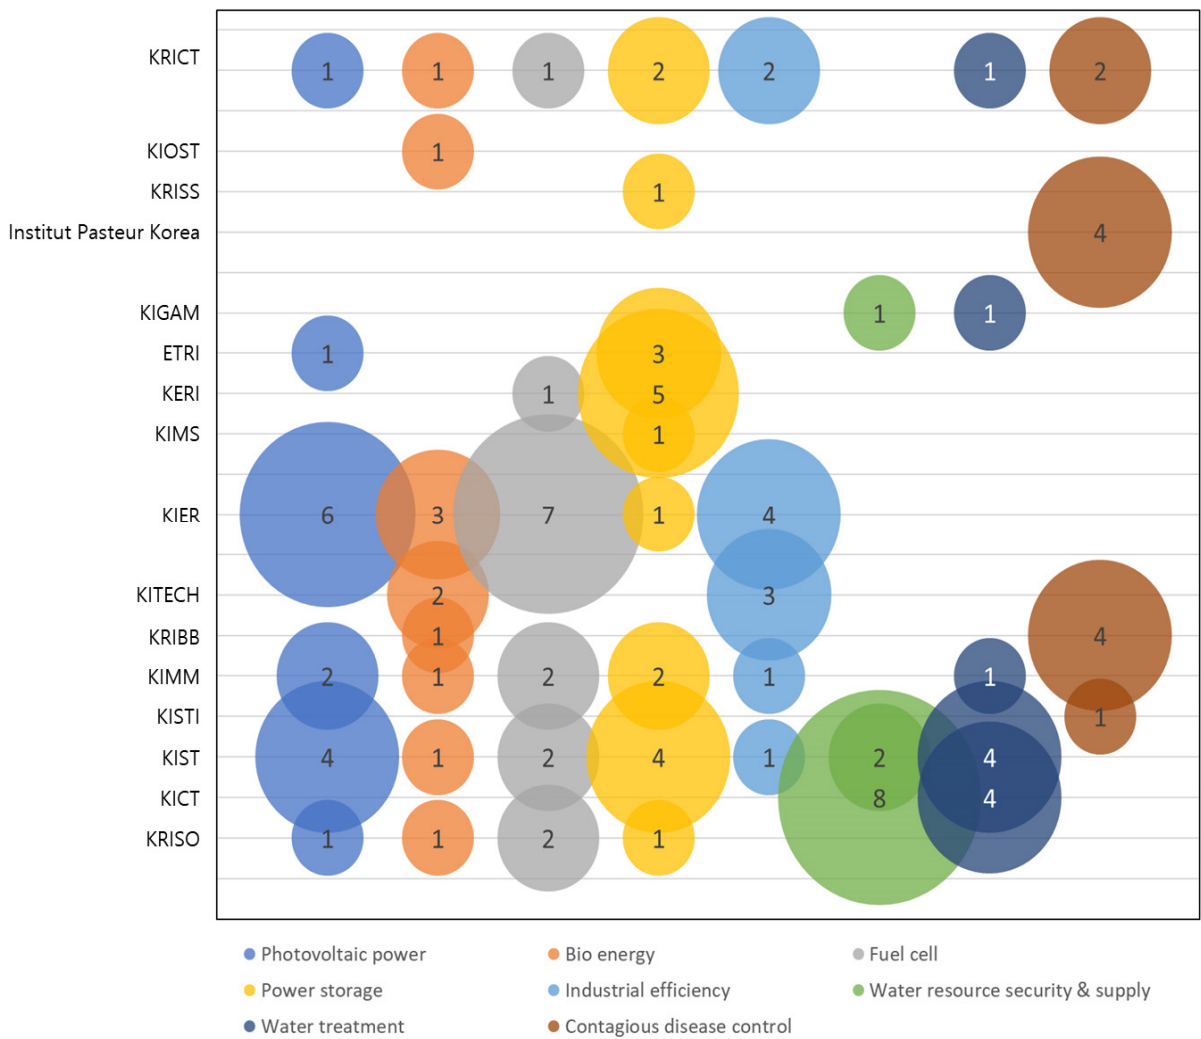 KRICT 1 1 1 2 2 1 2
KIOST 1
KRISS 1
Institut Pasteur Korea 4
KIGAM 1 1
ETRI 1 3
KERI 1 5
KIMS 1
KIER 6 3 7 1 4
KITECH 2 3
KRIBB 1 4
KIMM 2 1 2 2 1 1
KISTI 1
KIST 4 1 2 4 1 2 4
KICT 8 4
KRISO 1 1 2 1
Photovoltaic power Bio energy Fuel cell
Power storage Industrial efficiency Water resource security & supply
Water treatment Contagious disease control